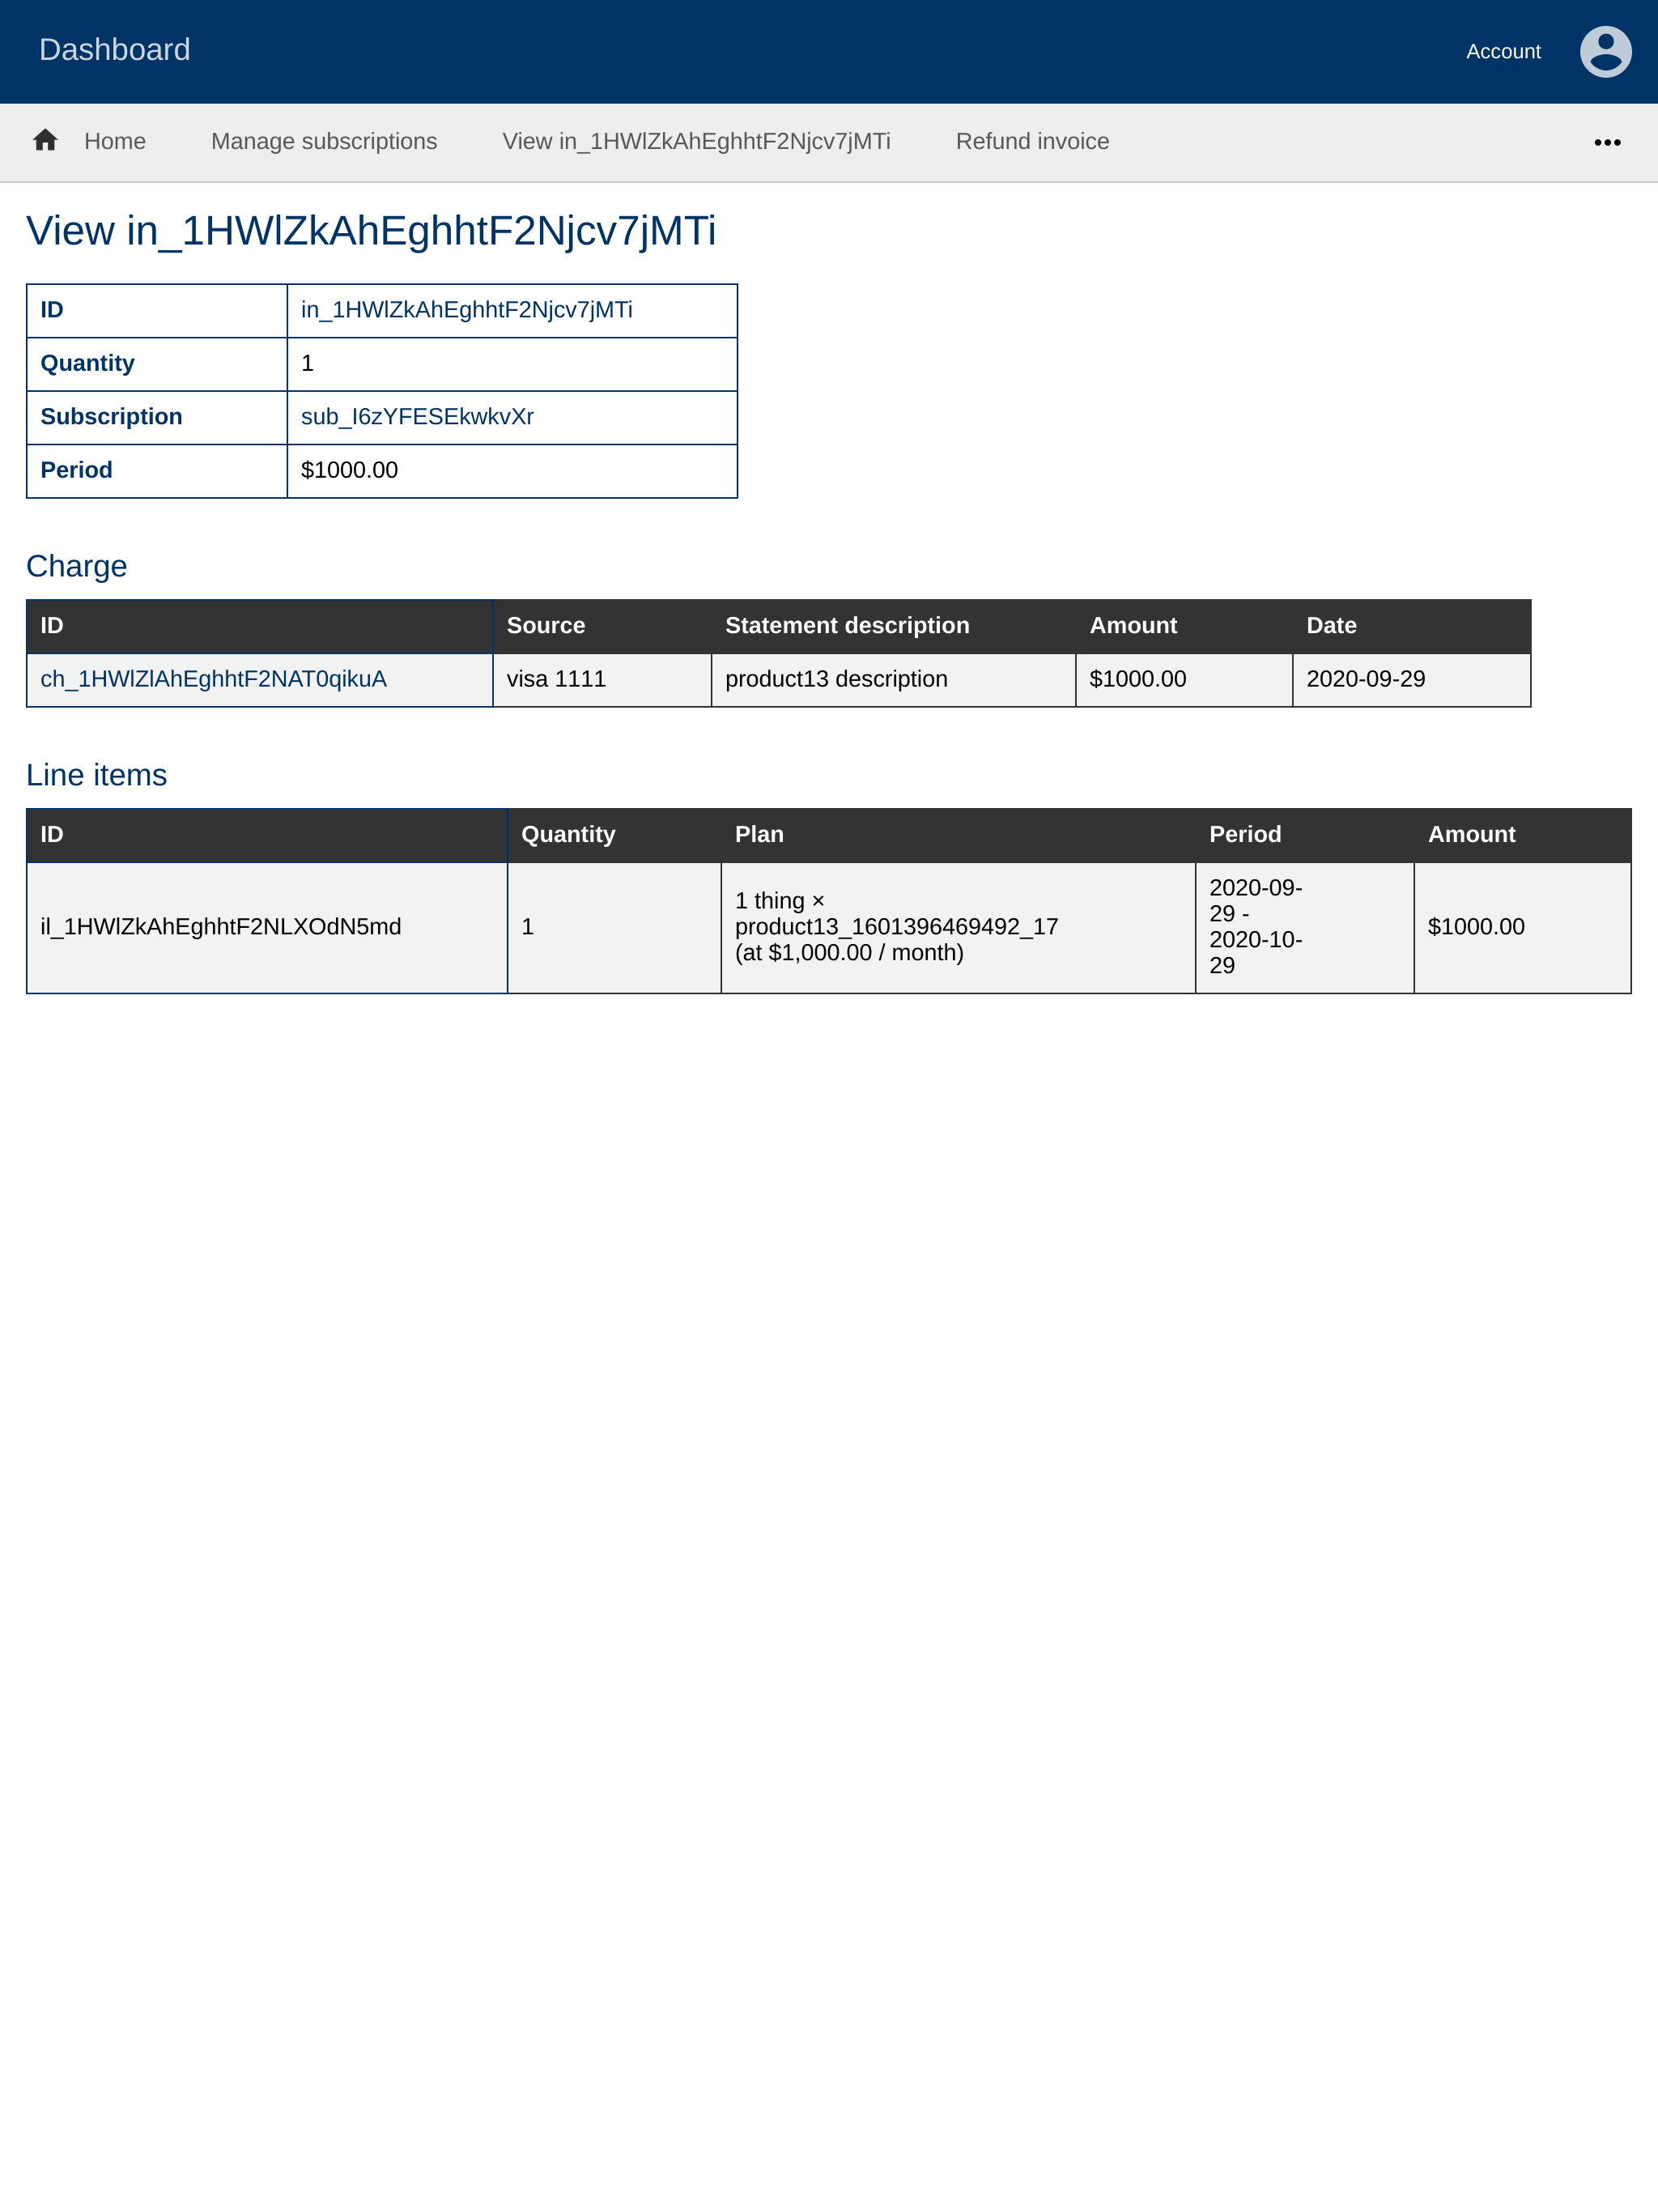 Dashboard
Account
Home
Manage subscriptions
View in_1HWlZkAhEghhtF2Njcv7jMTi
Refund invoice
View in_1HWlZkAhEghhtF2Njcv7jMTi
ID in_1HWlZkAhEghhtF2Njcv7jMTi
Quantity 1
Subscription sub_I6zYFESEkwkvXr
Period $1000.00
Charge
ID Source Statement description Amount Date
ch_1HWlZlAhEghhtF2NAT0qikuA visa 1111 product13 description $1000.00 2020-09-29
Line items
ID Quantity Plan Period Amount
il_1HWlZkAhEghhtF2NLXOdN5md
1
1 thing ×
product13_1601396469492_17
(at $1,000.00 / month)
2020-09-
29 -
2020-10-
29
$1000.00